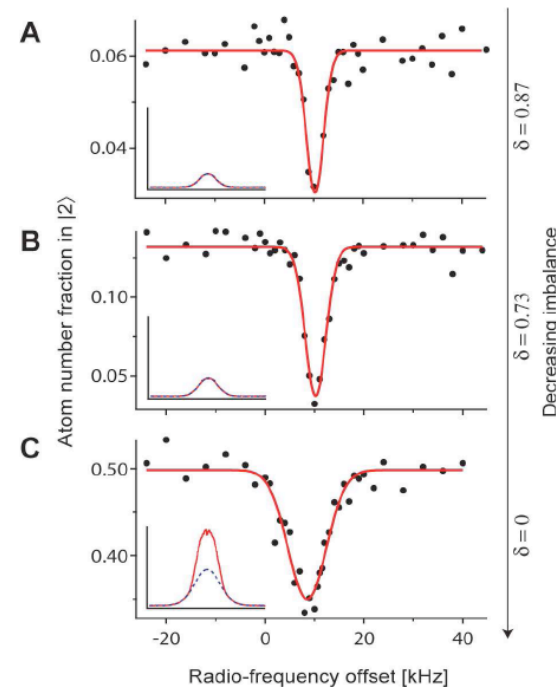 A
0.06
0.04
δ = 0.87
B
0.10
0.05
δ = 0.73
C
0.50
0.40
δ = 0
-20
0
20
40
Radio-frequency offset [kHz]
Atom number fraction in |2⟩
Decreasing imbalance